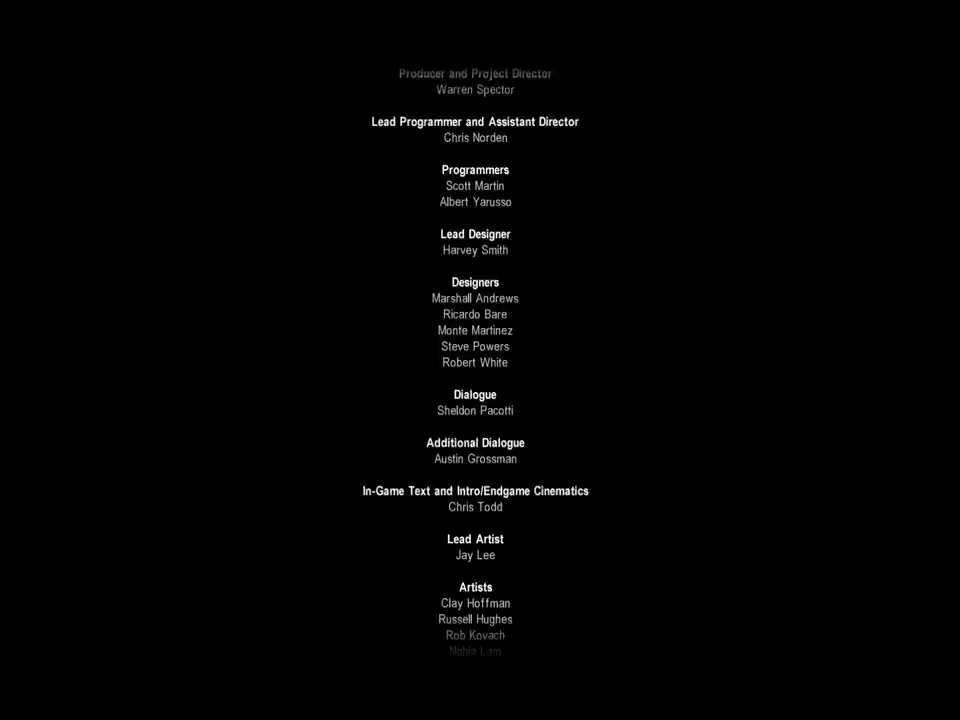 Producer and Project Director
Warren Spector
Lead Programmer and Assistant Director
Chris Norden
Programmers
Scott Martin
Albert Yarusso
Lead Designer
Harvey Smith
Designers
Marshall Andrews
Ricardo Bare
Monte Martinez
Steve Powers
Robert White
Dialogue
Sheldon Pacotti
Additional Dialogue
Austin Grossman
In-Game Text and Intro/Endgame Cinematics
Chris Todd
Lead Artist
Jay Lee
Artists
Clay Hoffman
Russell Hughes
Rob Kovach
Lam